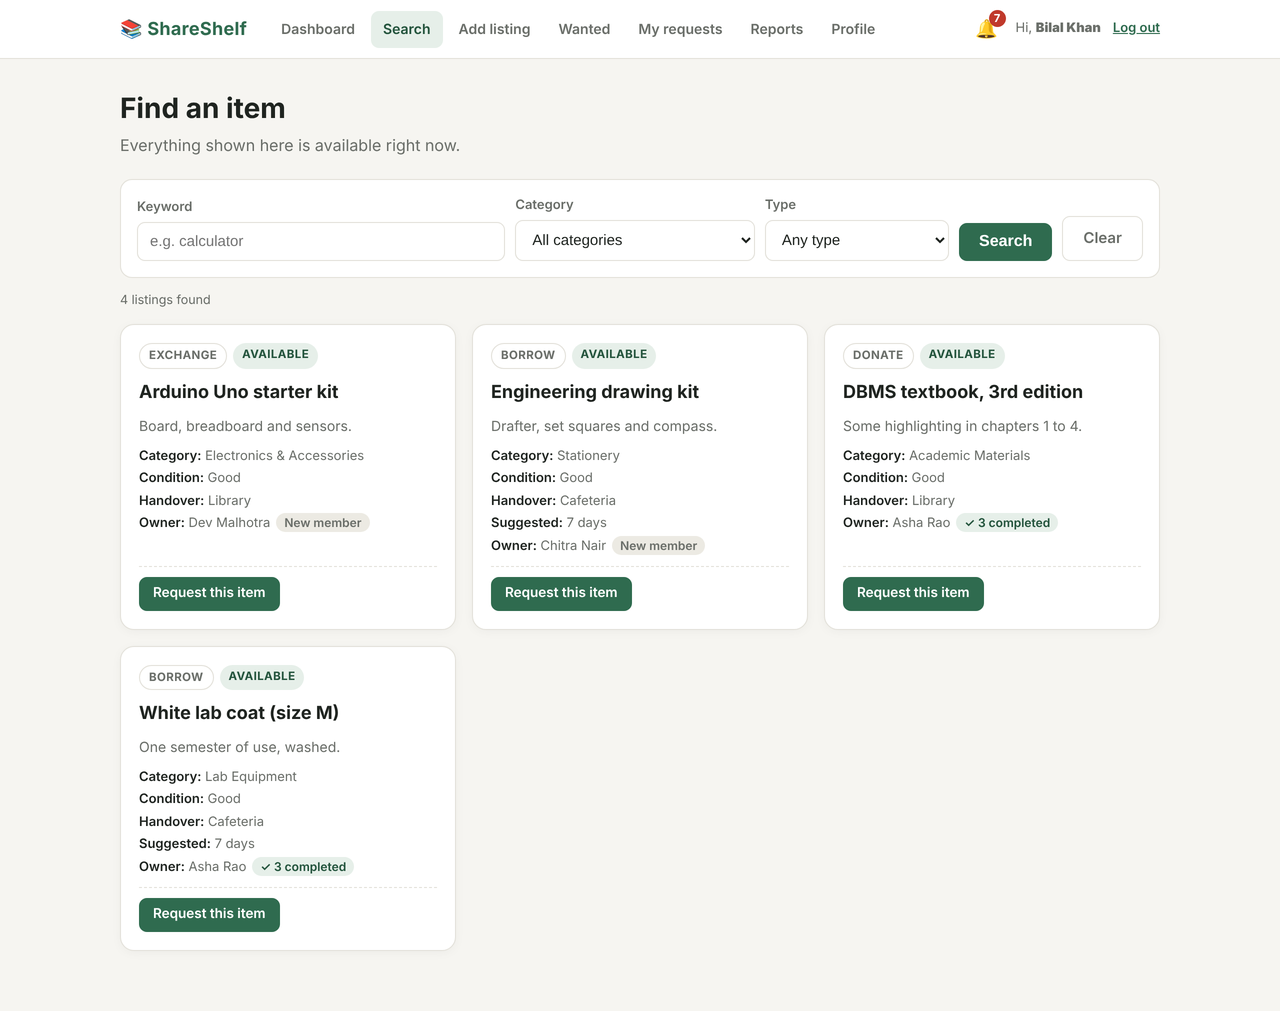 📚 ShareShelf Dashboard Search Add listing Wanted My requests Reports Profile 🔔 7 Hi, Bilal Khan Log out
Find an item
Everything shown here is available right now.
Keyword Category Type
e.g. calculator All categories Any type Search Clear
4 listings found
EXCHANGE AVAILABLE
Arduino Uno starter kit
Board, breadboard and sensors.
Category: Electronics & Accessories
Condition: Good
Handover: Library
Owner: Dev Malhotra New member
Request this item
BORROW AVAILABLE
Engineering drawing kit
Drafter, set squares and compass.
Category: Stationery
Condition: Good
Handover: Cafeteria
Suggested: 7 days
Owner: Chitra Nair New member
Request this item
DONATE AVAILABLE
DBMS textbook, 3rd edition
Some highlighting in chapters 1 to 4.
Category: Academic Materials
Condition: Good
Handover: Library
Owner: Asha Rao ✓ 3 completed
Request this item
BORROW AVAILABLE
White lab coat (size M)
One semester of use, washed.
Category: Lab Equipment
Condition: Good
Handover: Cafeteria
Suggested: 7 days
Owner: Asha Rao ✓ 3 completed
Request this item